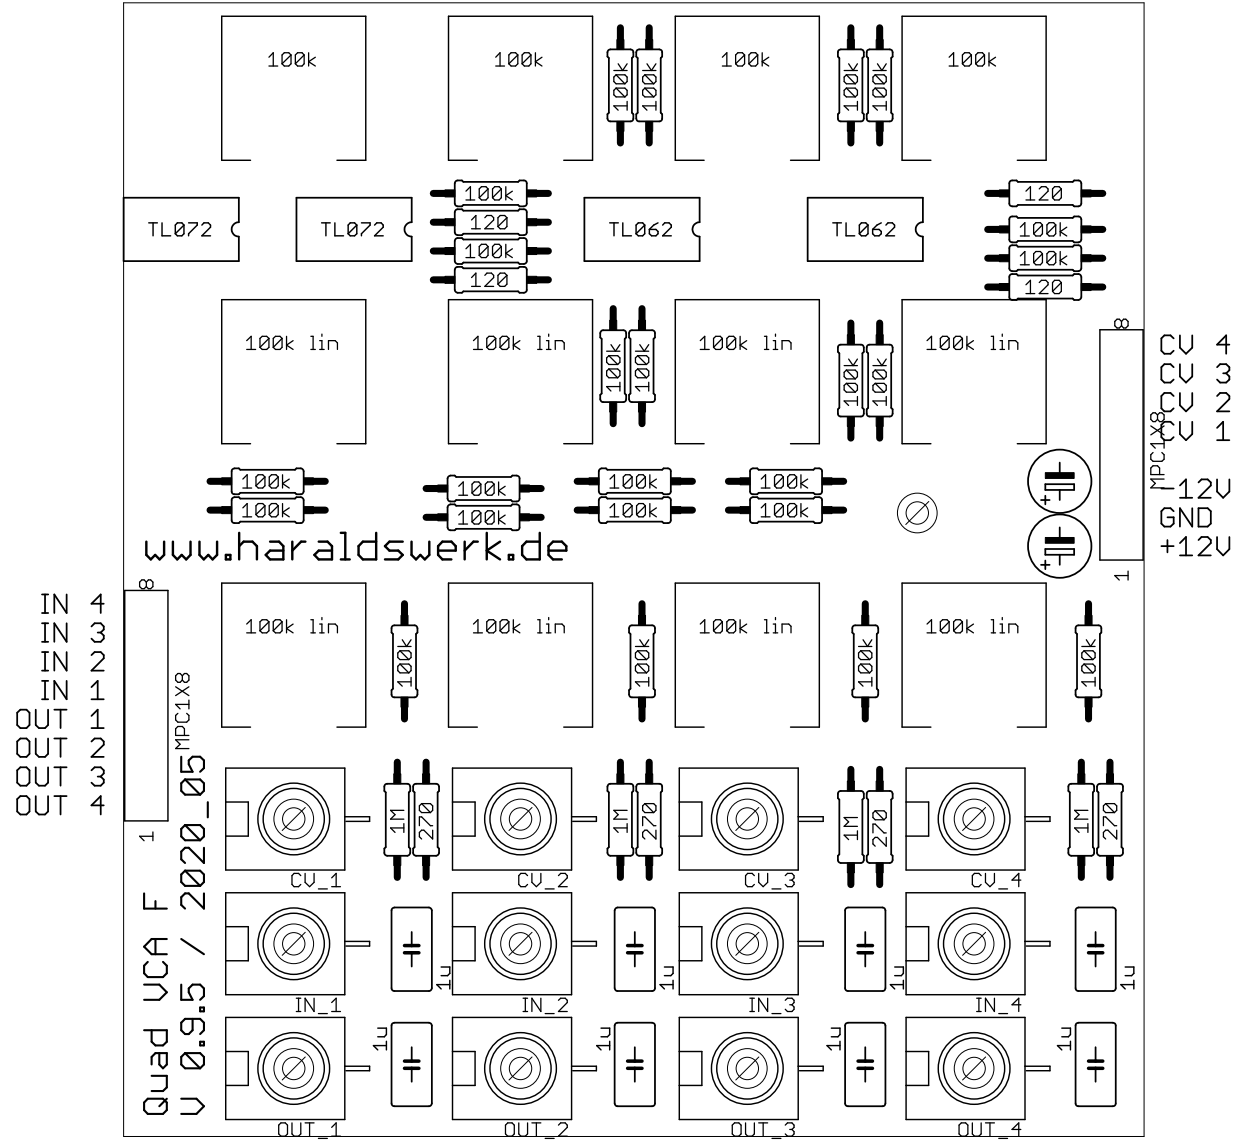 100k 100k 100k 100k
100k 100k 100k 100k
100k 120
TL072 TL072 120 TL062 TL062 100k
100k 100k
120 120
100k lin 100k lin 100k lin 100k lin
100k 100k 100k 100k
8
CV 4
CV 3
CV 2
CV 1
MPC1X8
-12V
GND
+12V
1
100k 100k 100k 100k
100k 100k 100k 100k
www.haraldswerk.de
8
IN 4
IN 3
IN 2
IN 1
OUT 1
OUT 2
OUT 3
OUT 4
MPC1X8
1
100k lin 100k lin 100k lin 100k lin
100k 100k 100k 100k
1M 270 1M 270 1M 270 1M 270
CV_1 CV_2 CV_3 CV_4
Quad VCA F
V 0.9.5 / 2020_05
1u 1u 1u 1u
IN_1 IN_2 IN_3 IN_4
1u 1u 1u 1u
OUT_1 OUT_2 OUT_3 OUT_4